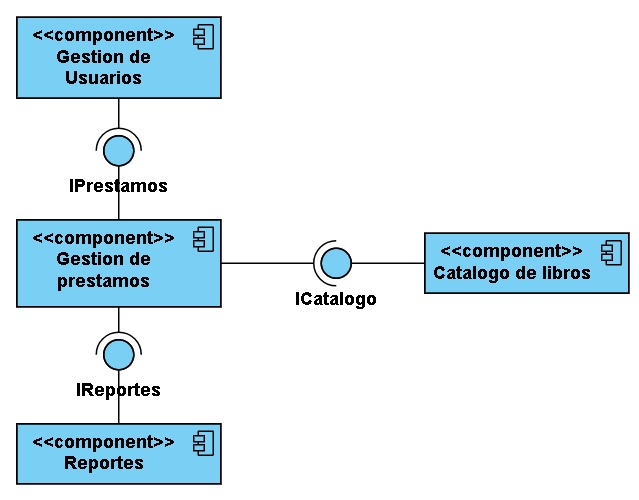 <<component>>
Gestion de
Usuarios
IPrestamos
<<component>>
Gestion de
prestamos
ICatalogo
<<component>>
Catalogo de libros
IReportes
<<component>>
Reportes